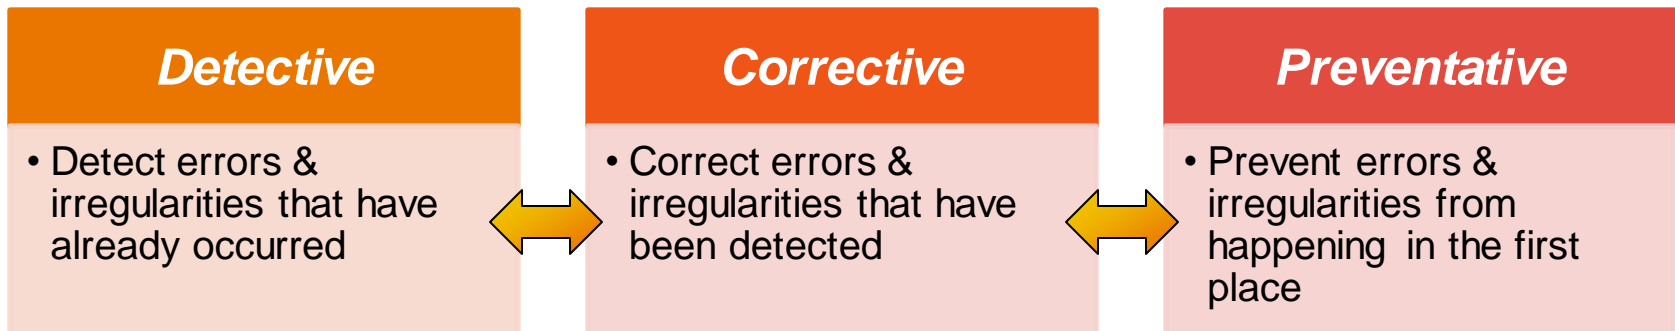 Detective
• Detect errors &
irregularities that have
already occurred
Corrective
• Correct errors &
irregularities that have
been detected
Preventative
• Prevent errors &
irregularities from
happening in the first
place